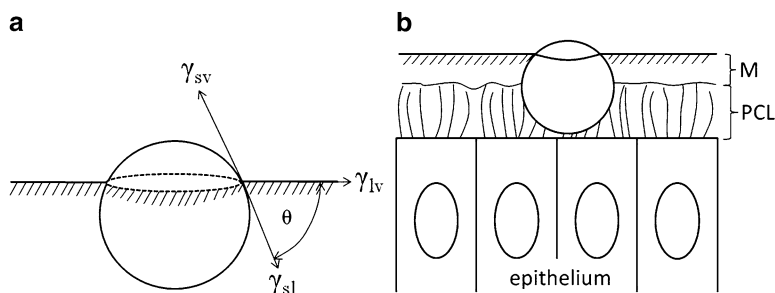 a
γsv
γlv
θ
γsl
b
M
PCL
epithelium